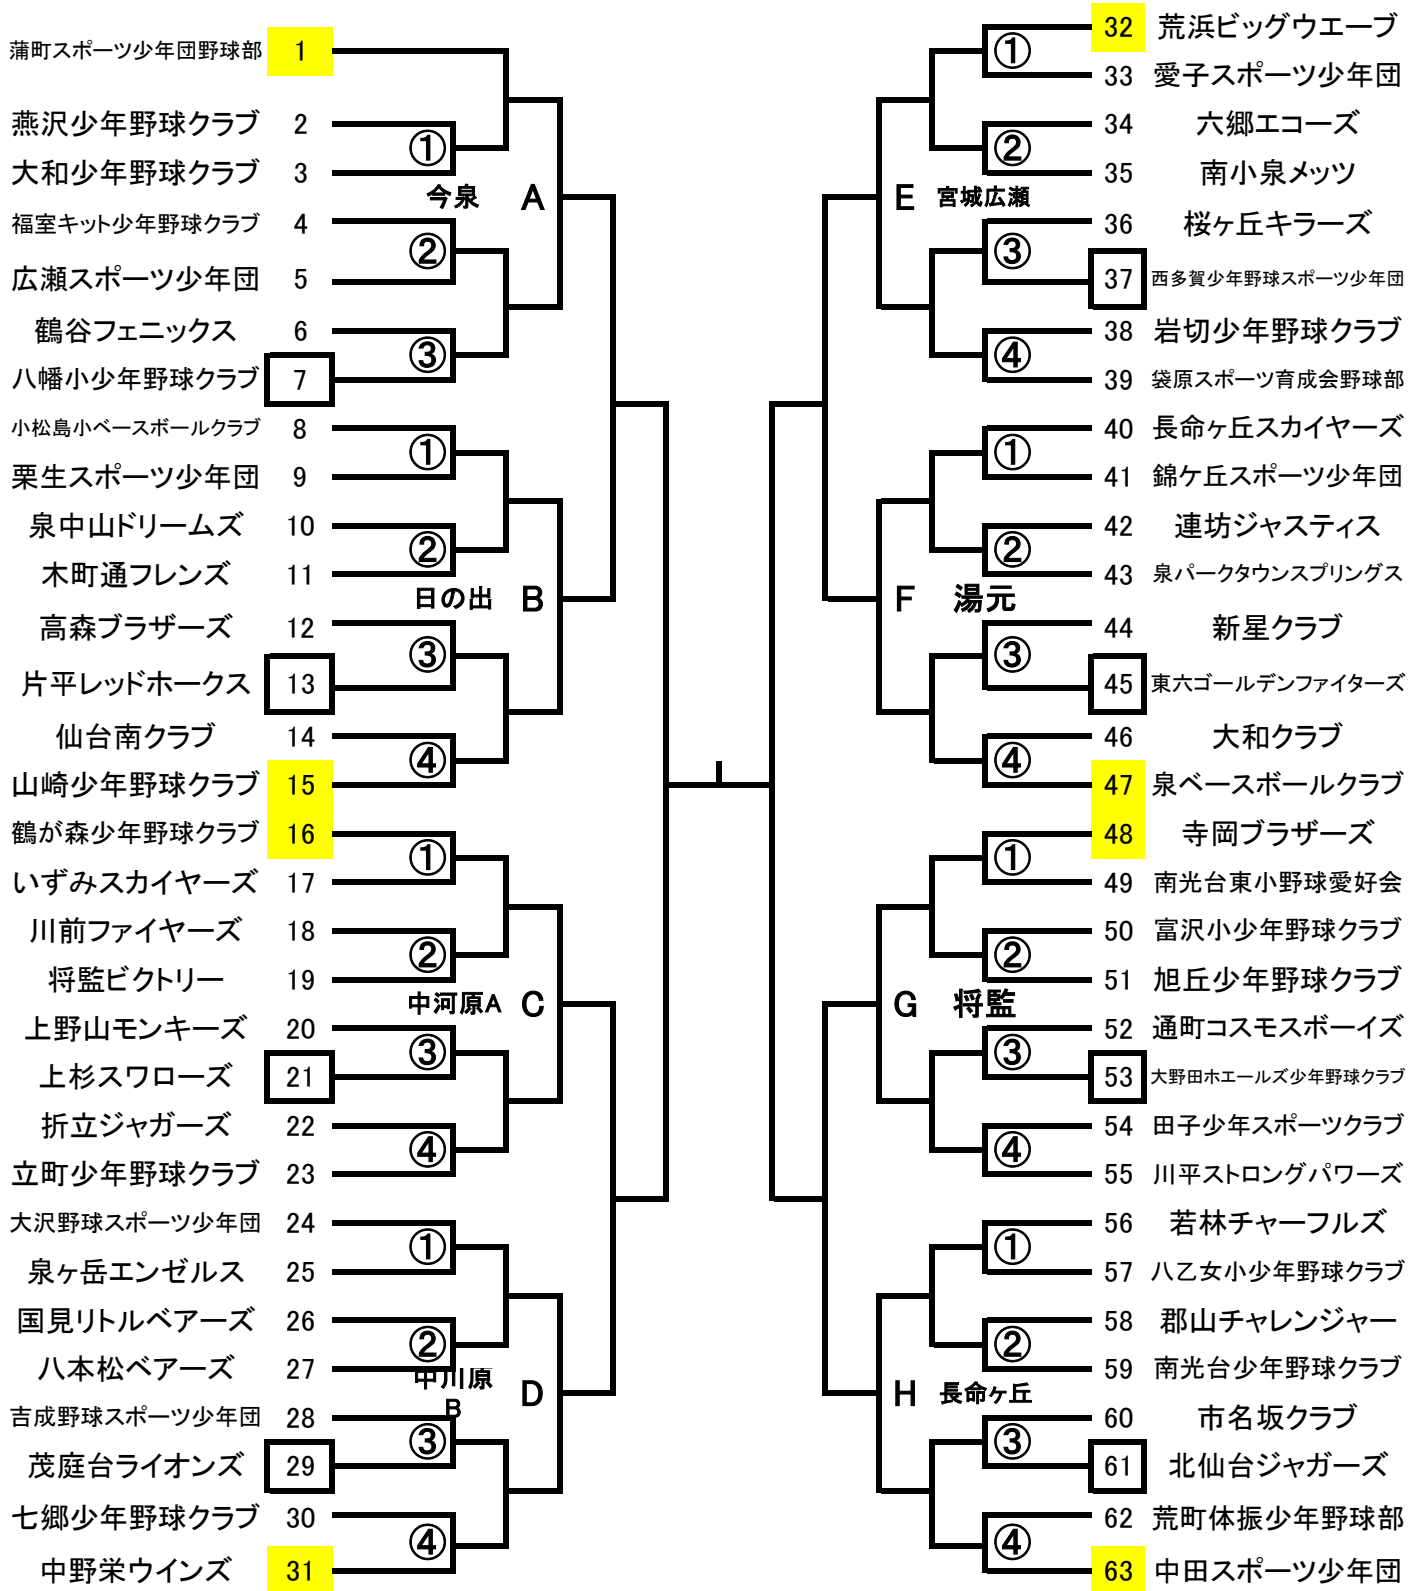 蒲町スポーツ少年団野球部 1
燕沢少年野球クラブ 2
①
大和少年野球クラブ 3
今泉 A
福室キット少年野球クラブ 4
②
広瀬スポーツ少年団 5
鶴谷フェニックス 6
③
八幡小少年野球クラブ 7
小松島小ベースボールクラブ 8
①
栗生スポーツ少年団 9
泉中山ドリームズ 10
②
木町通フレンズ 11
日の出 B
高森ブラザーズ 12
③
片平レッドホークス 13
仙台南クラブ 14
④
山崎少年野球クラブ 15
鶴が森少年野球クラブ 16
①
いずみスカイヤーズ 17
川前ファイヤーズ 18
②
将監ビクトリー 19
中河原A C
上野山モンキーズ 20
③
上杉スワローズ 21
折立ジャガーズ 22
④
立町少年野球クラブ 23
大沢野球スポーツ少年団 24
①
泉ヶ岳エンゼルス 25
国見リトルベアーズ 26
②
八本松ベアーズ 27
中川原
B
D
吉成野球スポーツ少年団 28
③
茂庭台ライオンズ 29
七郷少年野球クラブ 30
④
中野栄ウインズ 31
32 荒浜ビッグウエーブ
①
33 愛子スポーツ少年団
34 六郷エコーズ
②
35 南小泉メッツ
E 宮城広瀬
36 桜ヶ丘キラーズ
③
37 西多賀少年野球スポーツ少年団
38 岩切少年野球クラブ
④
39 袋原スポーツ育成会野球部
40 長命ヶ丘スカイヤーズ
①
41 錦ケ丘スポーツ少年団
42 連坊ジャスティス
②
43 泉パークタウンスプリングス
F 湯元
44 新星クラブ
③
45 東六ゴールデンファイターズ
46 大和クラブ
④
47 泉ベースボールクラブ
48 寺岡ブラザーズ
①
49 南光台東小野球愛好会
50 富沢小少年野球クラブ
②
51 旭丘少年野球クラブ
G 将監
52 通町コスモスボーイズ
③
53 大野田ホエールズ少年野球クラブ
54 田子少年スポーツクラブ
④
55 川平ストロングパワーズ
56 若林チャーフルズ
①
57 八乙女小少年野球クラブ
58 郡山チャレンジャー
②
59 南光台少年野球クラブ
H 長命ヶ丘
60 市名坂クラブ
③
61 北仙台ジャガーズ
62 荒町体振少年野球部
④
63 中田スポーツ少年団